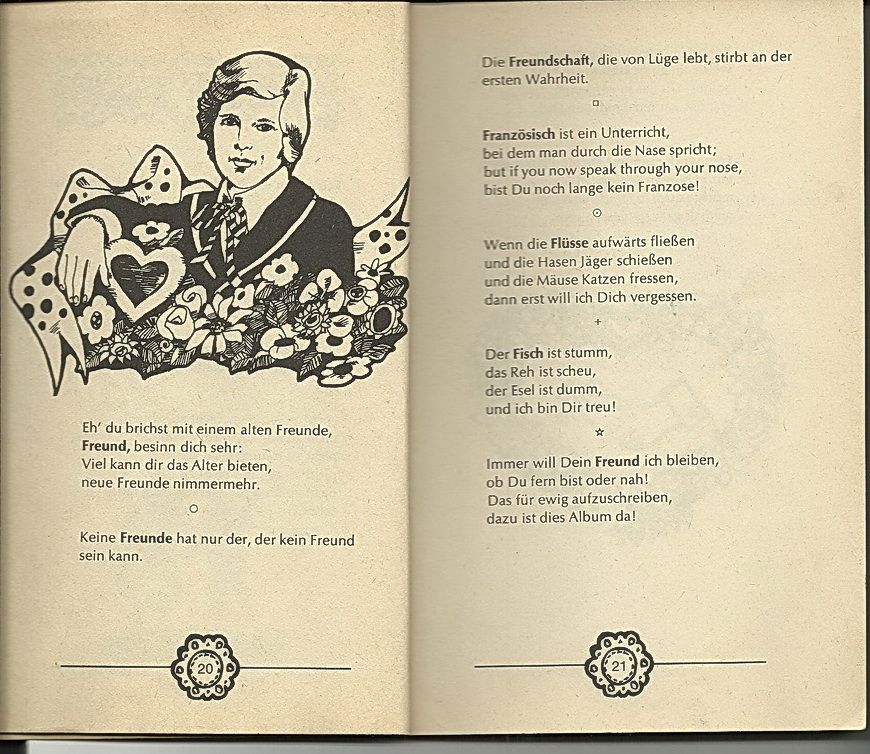 Eh' du brichst mit einem alten Freunde,
Freund, besinn dich sehr:
Viel kann dir das Alter bieten,
neue Freunde nimmermehr.
Keine Freunde hat nur der, der kein Freund
sein kann.
20
Die Freundschaft, die von Lüge lebt, stirbt an der
ersten Wahrheit.
Französisch ist ein Unterricht,
bei dem man durch die Nase spricht;
but if you now speak through your nose,
bist Du noch lange kein Franzose!
Wenn die Flüsse aufwärts fließen
und die Hasen Jäger schießen
und die Mäuse Katzen fressen,
dann erst will ich Dich vergessen.
Der Fisch ist stumm,
das Reh ist scheu,
der Esel ist dumm,
und ich bin Dir treu!
Immer will Dein Freund ich bleiben,
ob Du fern bist oder nah!
Das für ewig aufzuschreiben,
dazu ist dies Album da!
21